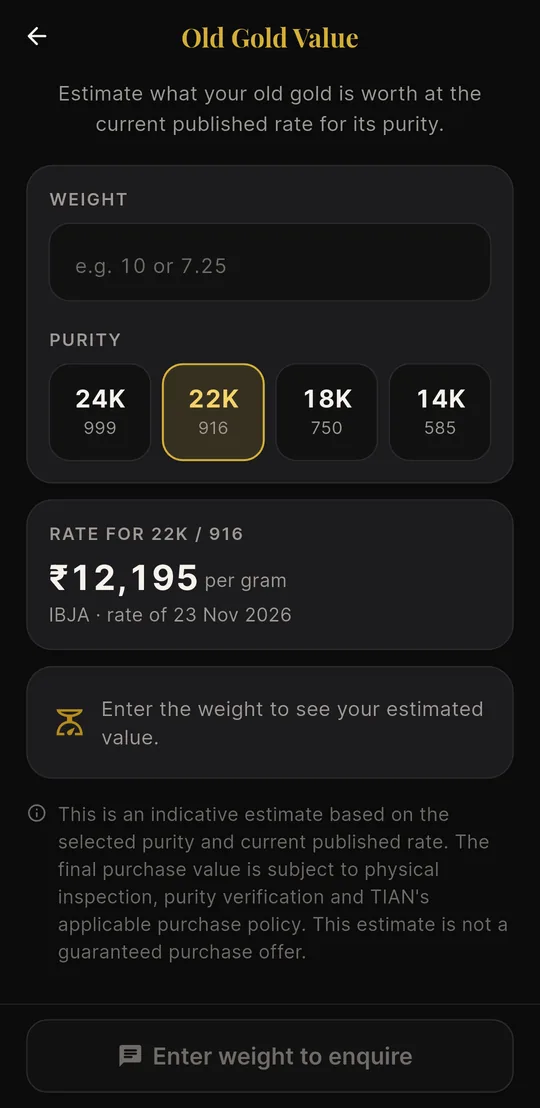 Old Gold Value
Estimate what your old gold is worth at the
current published rate for its purity.
WEIGHT
e.g. 10 or 7.25
PURITY
24K 22K 18K 14K
999 916 750 585
RATE FOR 22K / 916
₹12,195 per gram
IBJA · rate of 23 Nov 2026
Enter the weight to see your estimated
value.
This is an indicative estimate based on the
selected purity and current published rate. The
final purchase value is subject to physical
inspection, purity verification and TIAN's
applicable purchase policy. This estimate is not a
guaranteed purchase offer.
Enter weight to enquire